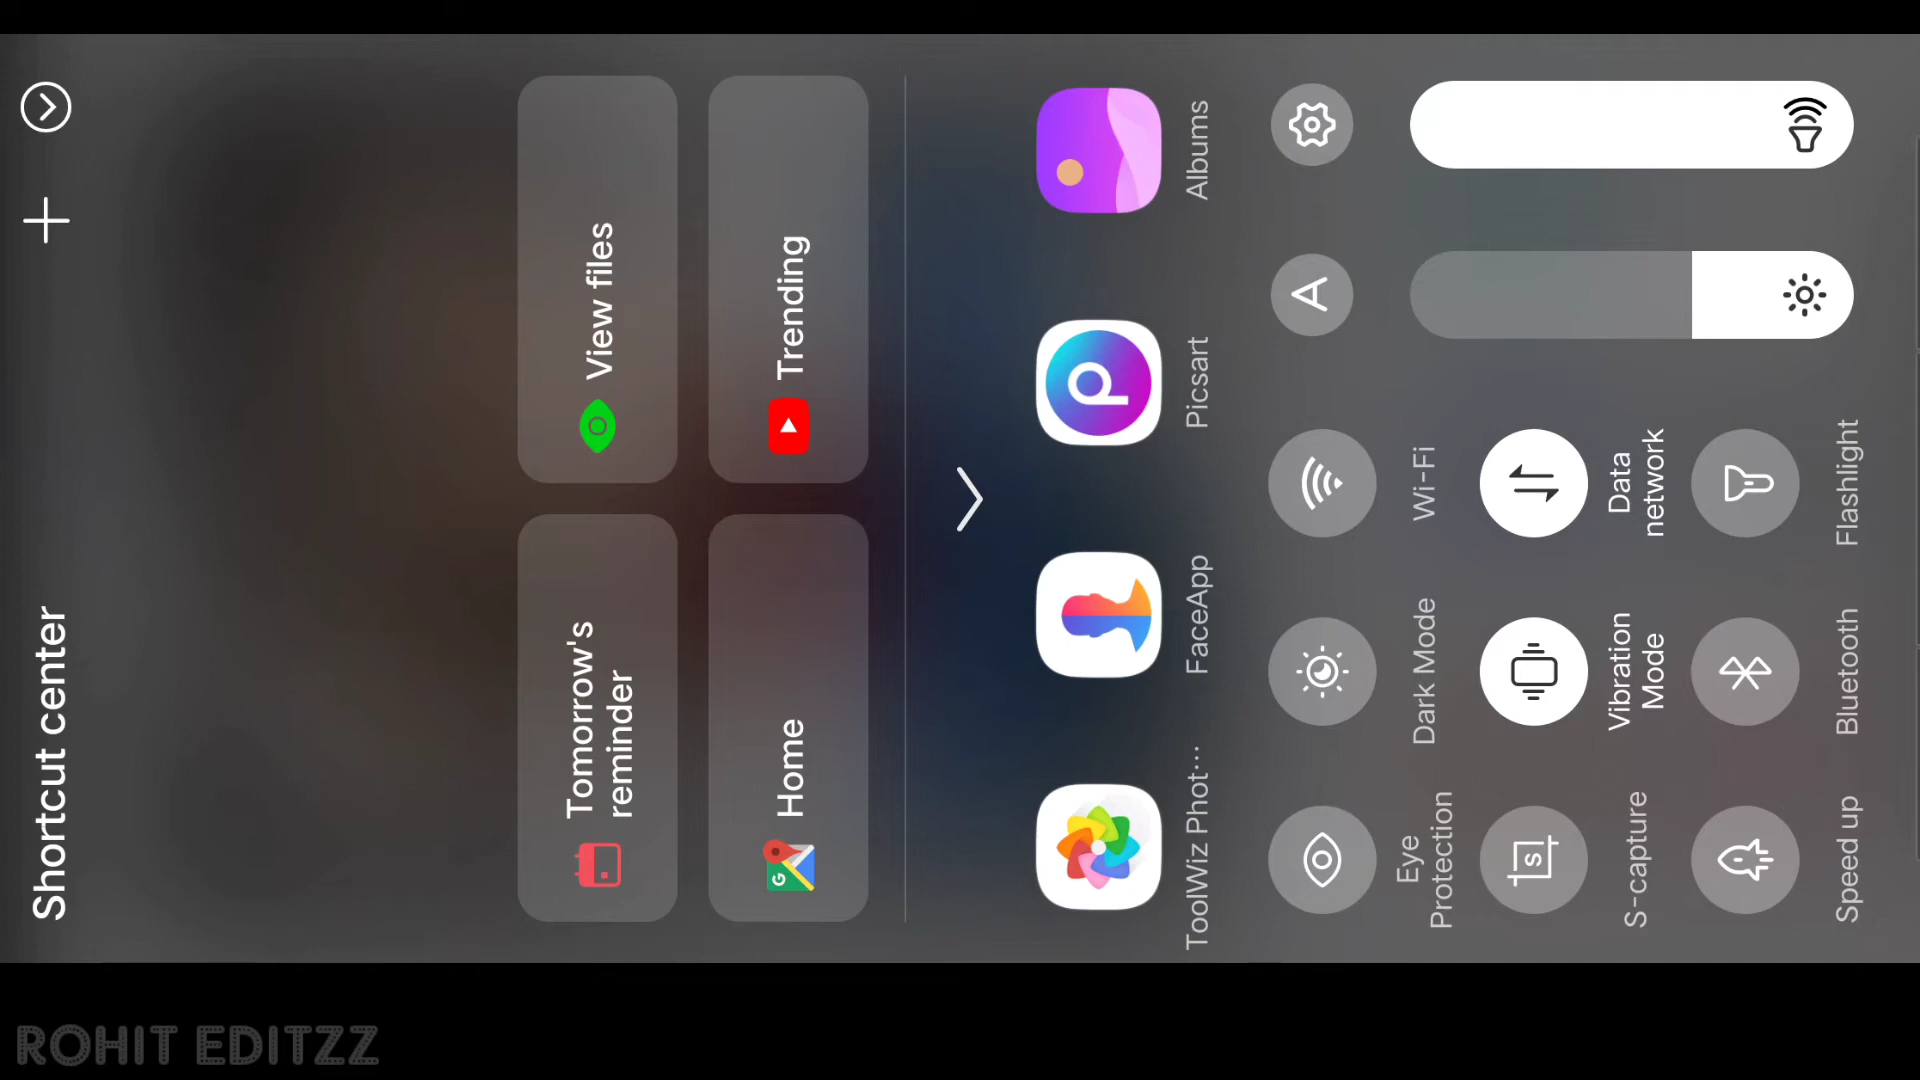 Shortcut center
Tomorrow's
reminder
View files
Home
Trending
ToolWiz Phot...
FaceApp
Picsart
Albums
A
Eye
Protection
Dark Mode
Wi-Fi
S
S-capture
Vibration
Mode
Data
network
Speed up
Bluetooth
Flashlight
ROHIT EDITZZ